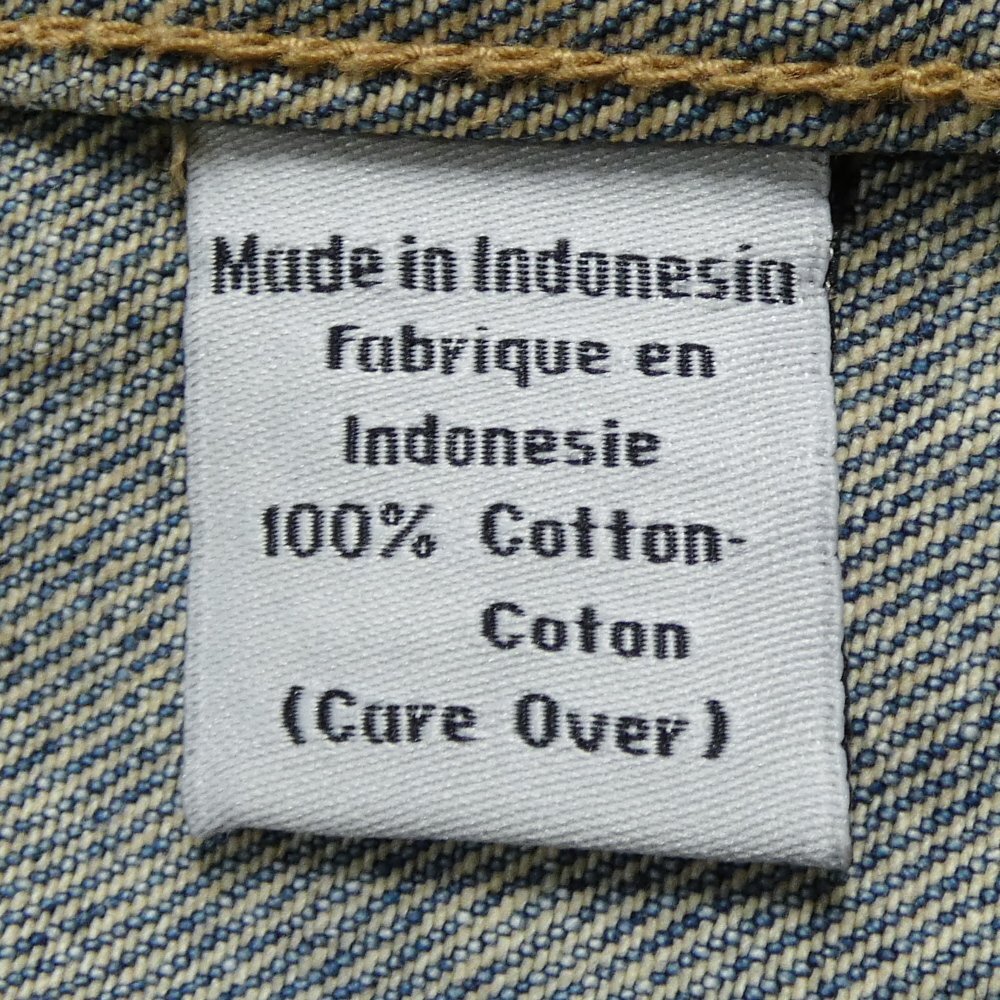 Made in Indonesia
Fabrique en
Indonesie
100% Cotton-
Coton
(Care Over)